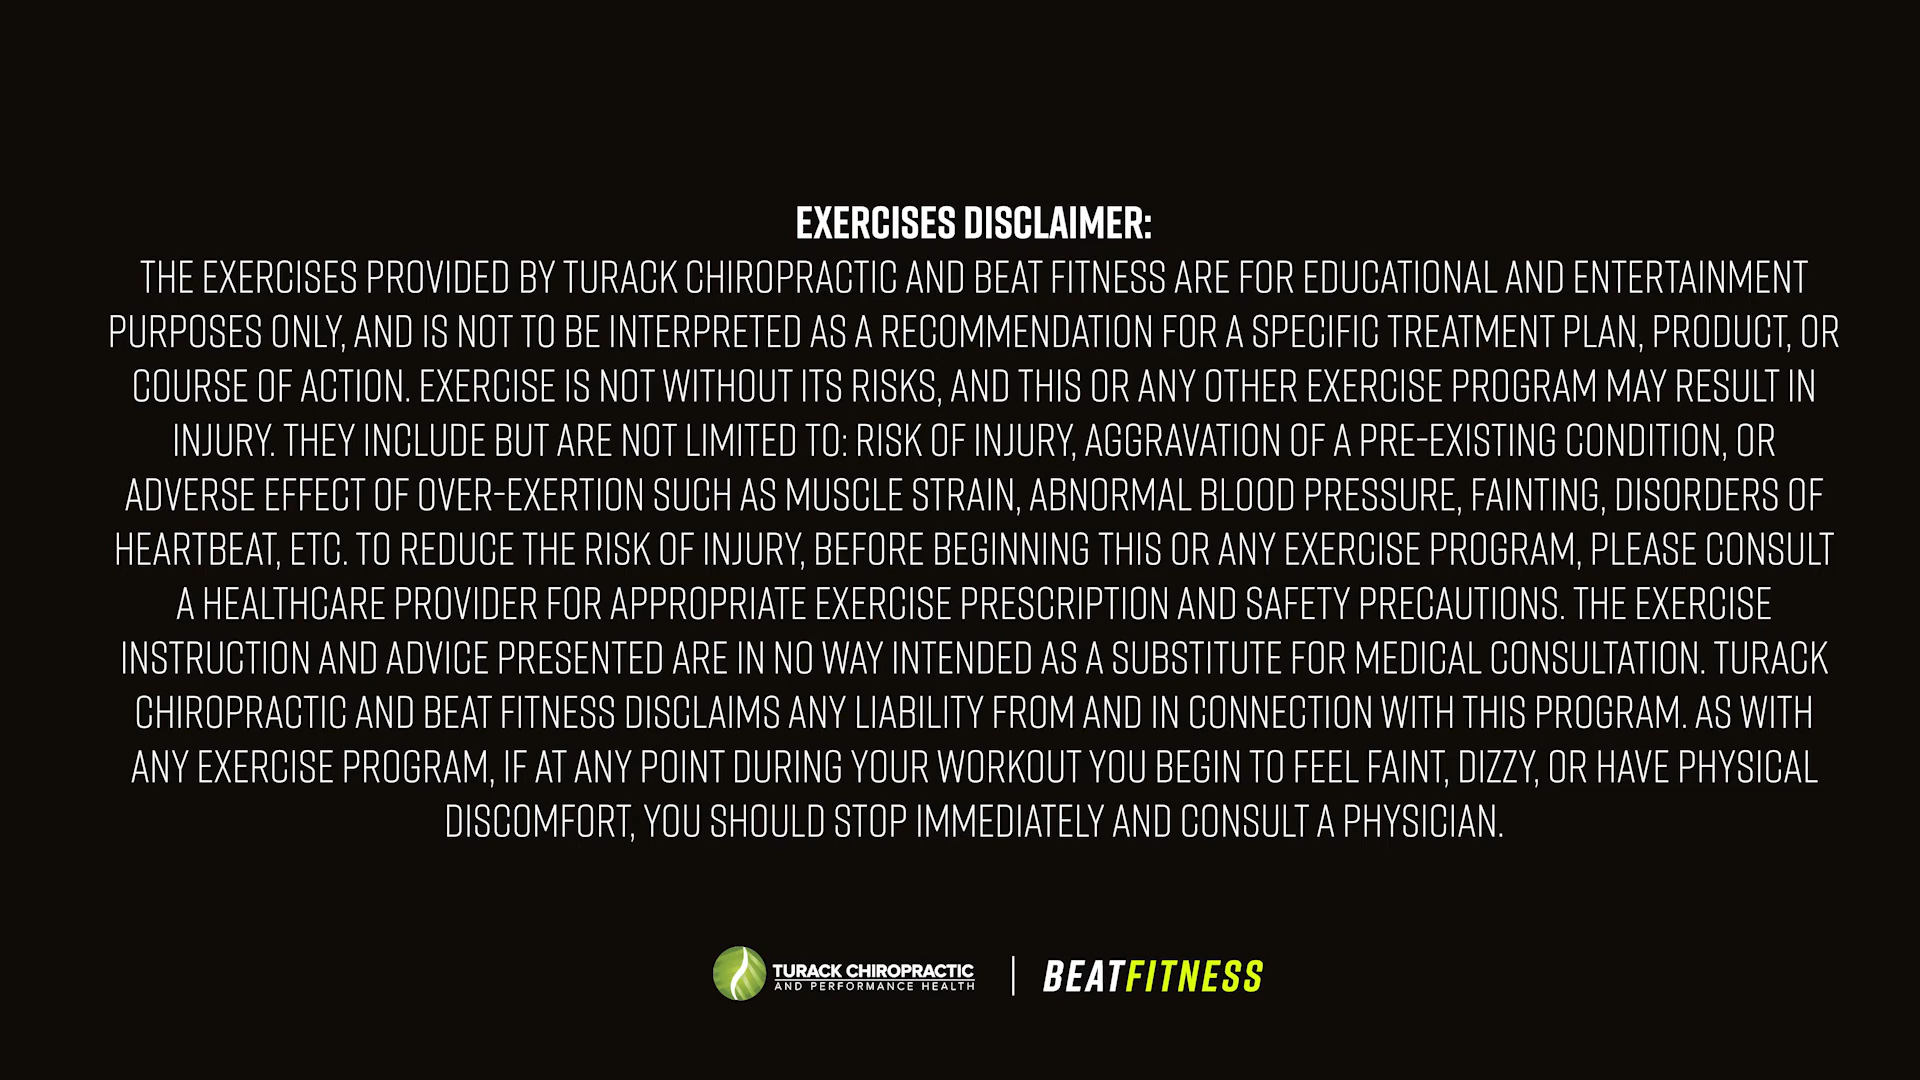 EXERCISES DISCLAIMER:
THE EXERCISES PROVIDED BY TURACK CHIROPRACTIC AND BEAT FITNESS ARE FOR EDUCATIONAL AND ENTERTAINMENT
PURPOSES ONLY, AND IS NOT TO BE INTERPRETED AS A RECOMMENDATION FOR A SPECIFIC TREATMENT PLAN, PRODUCT, OR
COURSE OF ACTION. EXERCISE IS NOT WITHOUT ITS RISKS, AND THIS OR ANY OTHER EXERCISE PROGRAM MAY RESULT IN
INJURY. THEY INCLUDE BUT ARE NOT LIMITED TO: RISK OF INJURY, AGGRAVATION OF A PRE-EXISTING CONDITION, OR
ADVERSE EFFECT OF OVER-EXERTION SUCH AS MUSCLE STRAIN, ABNORMAL BLOOD PRESSURE, FAINTING, DISORDERS OF
HEARTBEAT, ETC. TO REDUCE THE RISK OF INJURY, BEFORE BEGINNING THIS OR ANY EXERCISE PROGRAM, PLEASE CONSULT
A HEALTHCARE PROVIDER FOR APPROPRIATE EXERCISE PRESCRIPTION AND SAFETY PRECAUTIONS. THE EXERCISE
INSTRUCTION AND ADVICE PRESENTED ARE IN NO WAY INTENDED AS A SUBSTITUTE FOR MEDICAL CONSULTATION. TURACK
CHIROPRACTIC AND BEAT FITNESS DISCLAIMS ANY LIABILITY FROM AND IN CONNECTION WITH THIS PROGRAM. AS WITH
ANY EXERCISE PROGRAM, IF AT ANY POINT DURING YOUR WORKOUT YOU BEGIN TO FEEL FAINT, DIZZY, OR HAVE PHYSICAL
DISCOMFORT, YOU SHOULD STOP IMMEDIATELY AND CONSULT A PHYSICIAN.
TURACK CHIROPRACTIC
AND PERFORMANCE HEALTH
BEATFITNESS